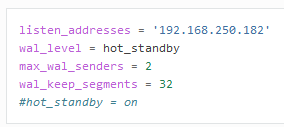 listen_addresses = '192.168.250.182'
wal_level = hot_standby
max_wal_senders = 2
wal_keep_segments = 32
#hot_standby = on